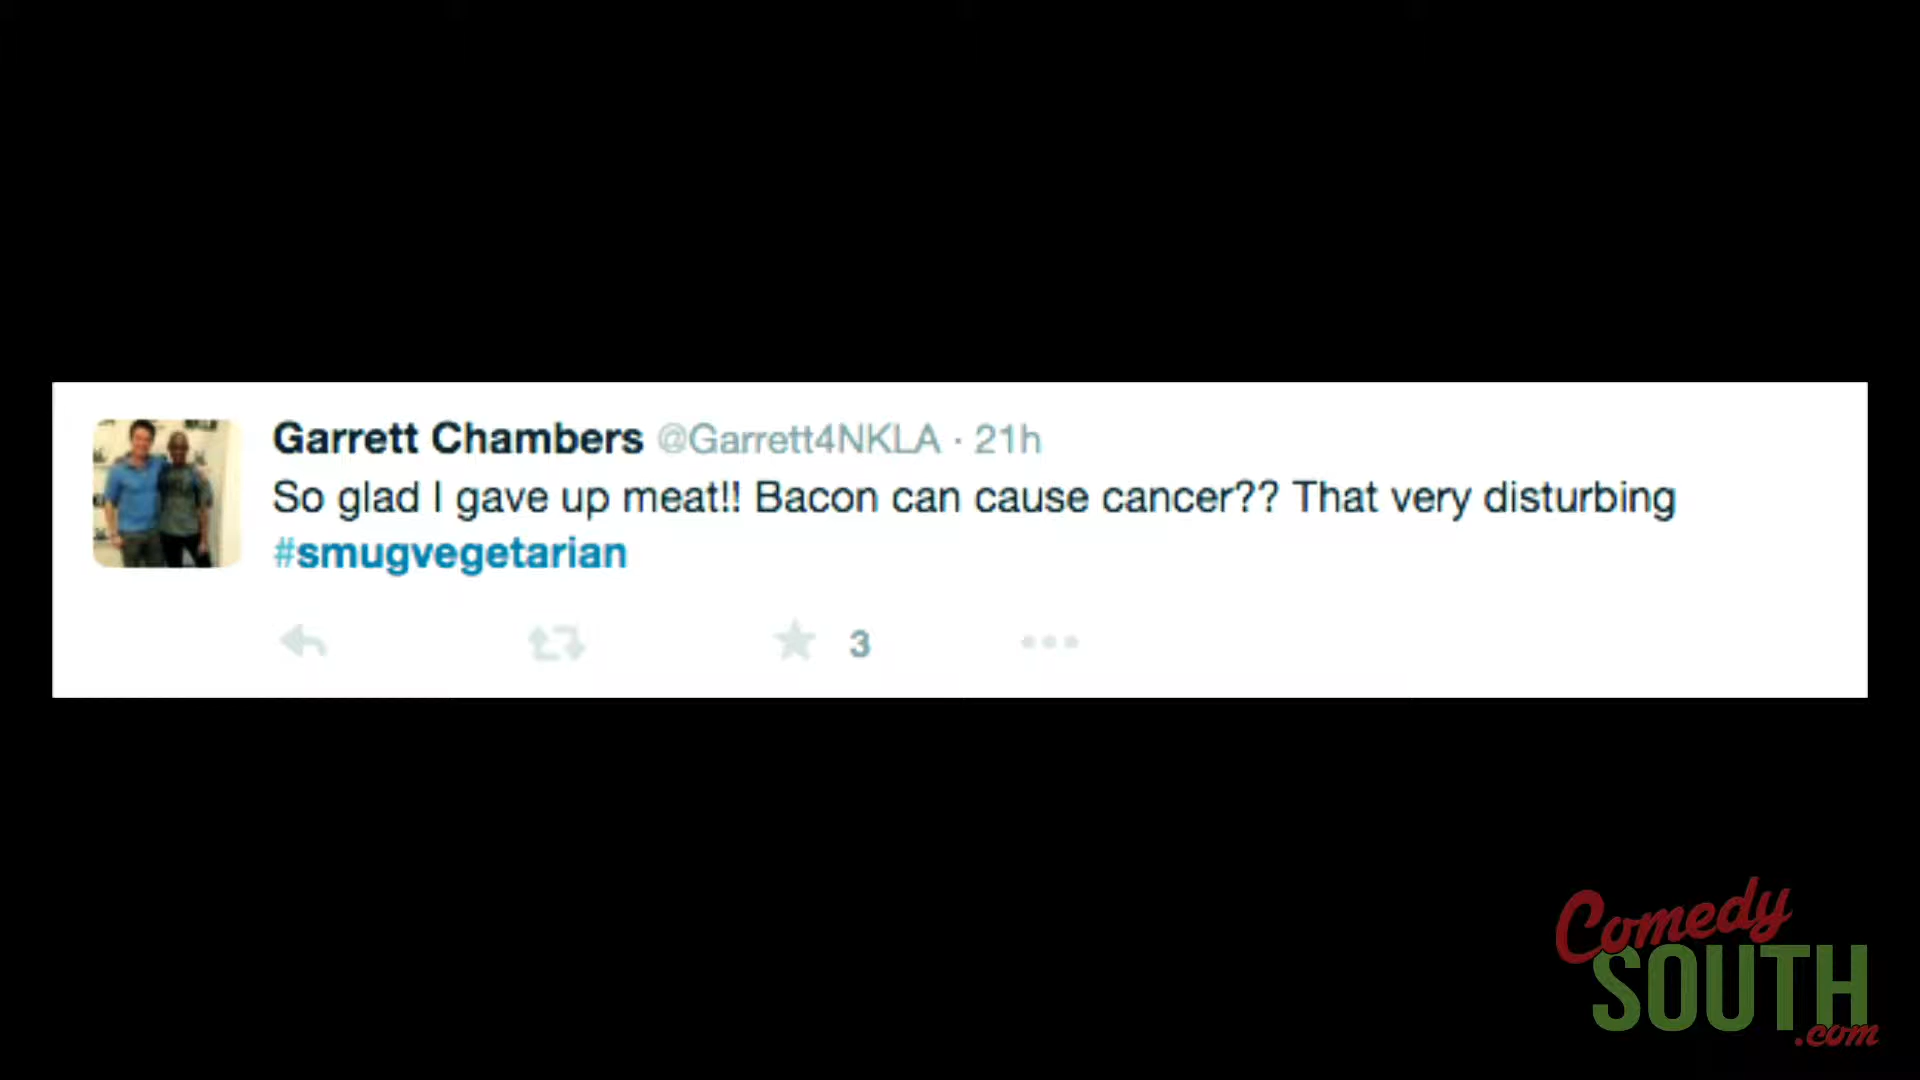 Garrett Chambers @Garrett4NKLA · 21h
So glad I gave up meat!! Bacon can cause cancer?? That very disturbing
#smugvegetarian
3
Comedy
SOUTH
.com